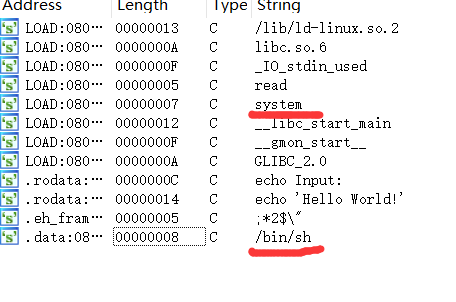 Address Length Type String
LOAD:080… 00000013 C /lib/ld-linux.so.2
LOAD:080… 0000000A C libc.so.6
LOAD:080… 0000000F C _IO_stdin_used
LOAD:080… 00000005 C read
LOAD:080… 00000007 C system
LOAD:080… 00000012 C __libc_start_main
LOAD:080… 0000000F C __gmon_start__
LOAD:080… 0000000A C GLIBC_2.0
.rodata:… 0000000C C echo Input:
.rodata:… 00000014 C echo 'Hello World!'
.eh_fram… 00000005 C ;*2$\"
.data:08… 00000008 C /bin/sh